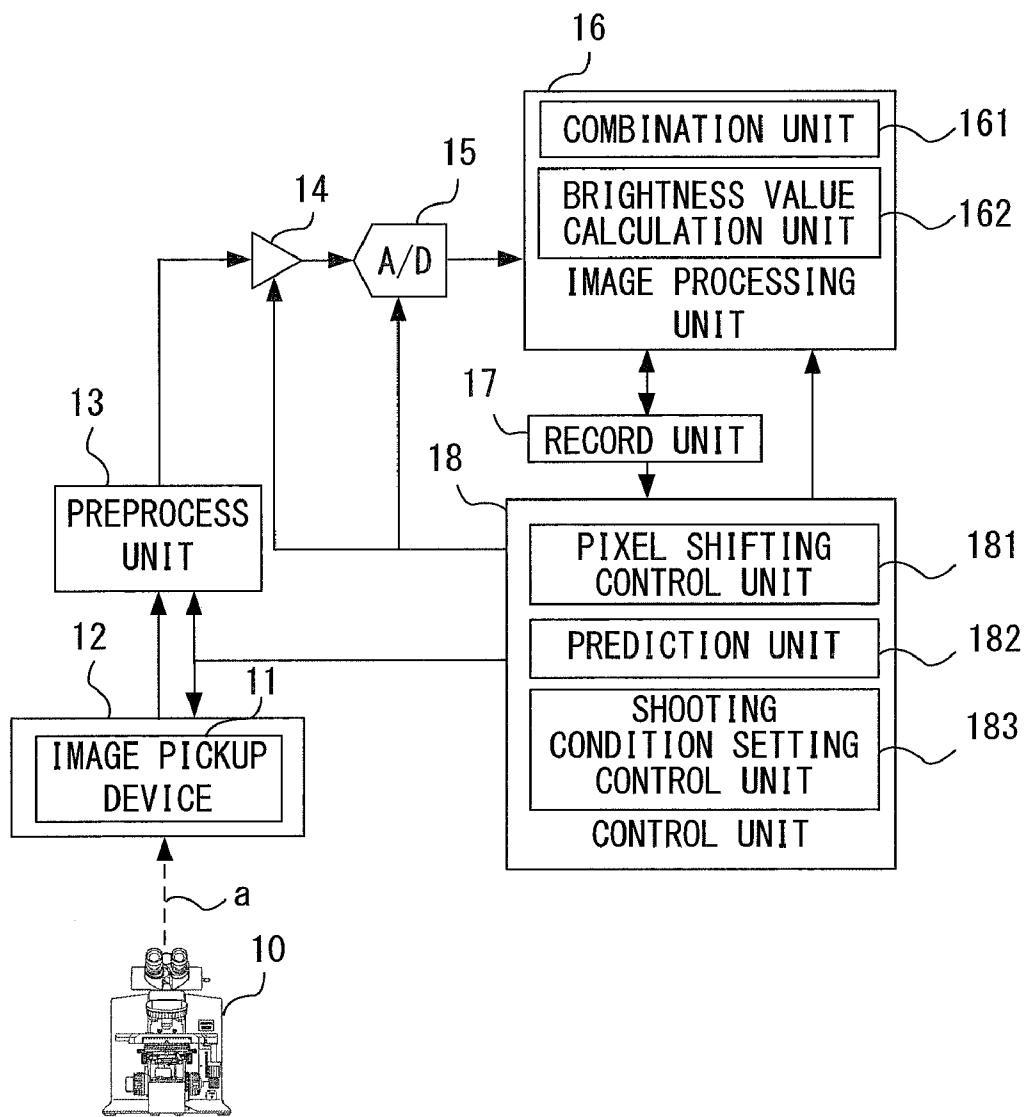 16
COMBINATION UNIT
161
15
14
BRIGHTNESS VALUE
CALCULATION UNIT
162
A/D
IMAGE PROCESSING
UNIT
17
13
RECORD UNIT
18
PREPROCESS
UNIT
PIXEL SHIFTING
CONTROL UNIT
181
12
PREDICTION UNIT
182
11
IMAGE PICKUP
DEVICE
SHOOTING
CONDITION SETTING
CONTROL UNIT
183
CONTROL UNIT
a
10